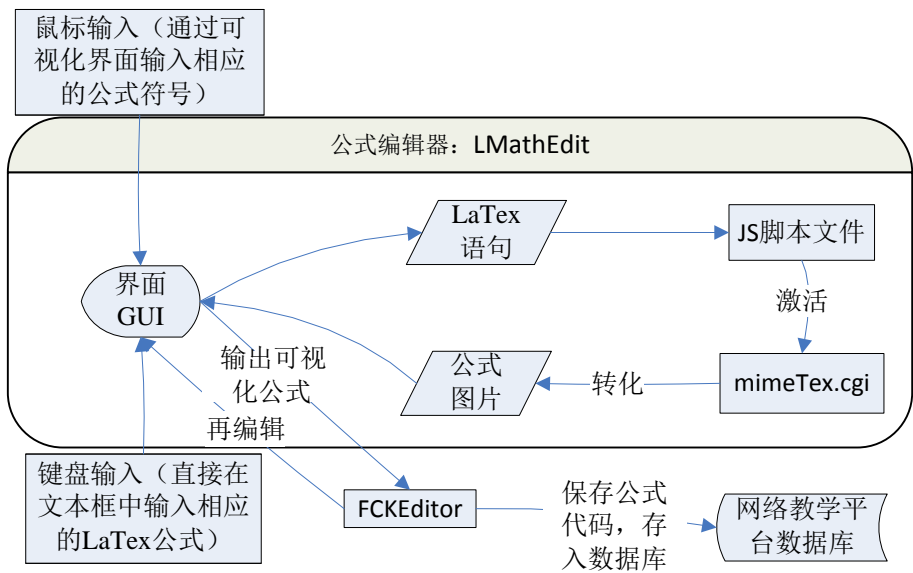 鼠标输入（通过可
视化界面输入相应
的公式符号）
公式编辑器：LMathEdit
LaTex
语句
JS脚本文件
界面
GUI
激活
输出可视
化公式
公式
图片
转化
mimeTex.cgi
再编辑
键盘输入（直接在
文本框中输入相应
的LaTex公式）
FCKEditor
保存公式
代码，存
入数据库
网络教学平
台数据库